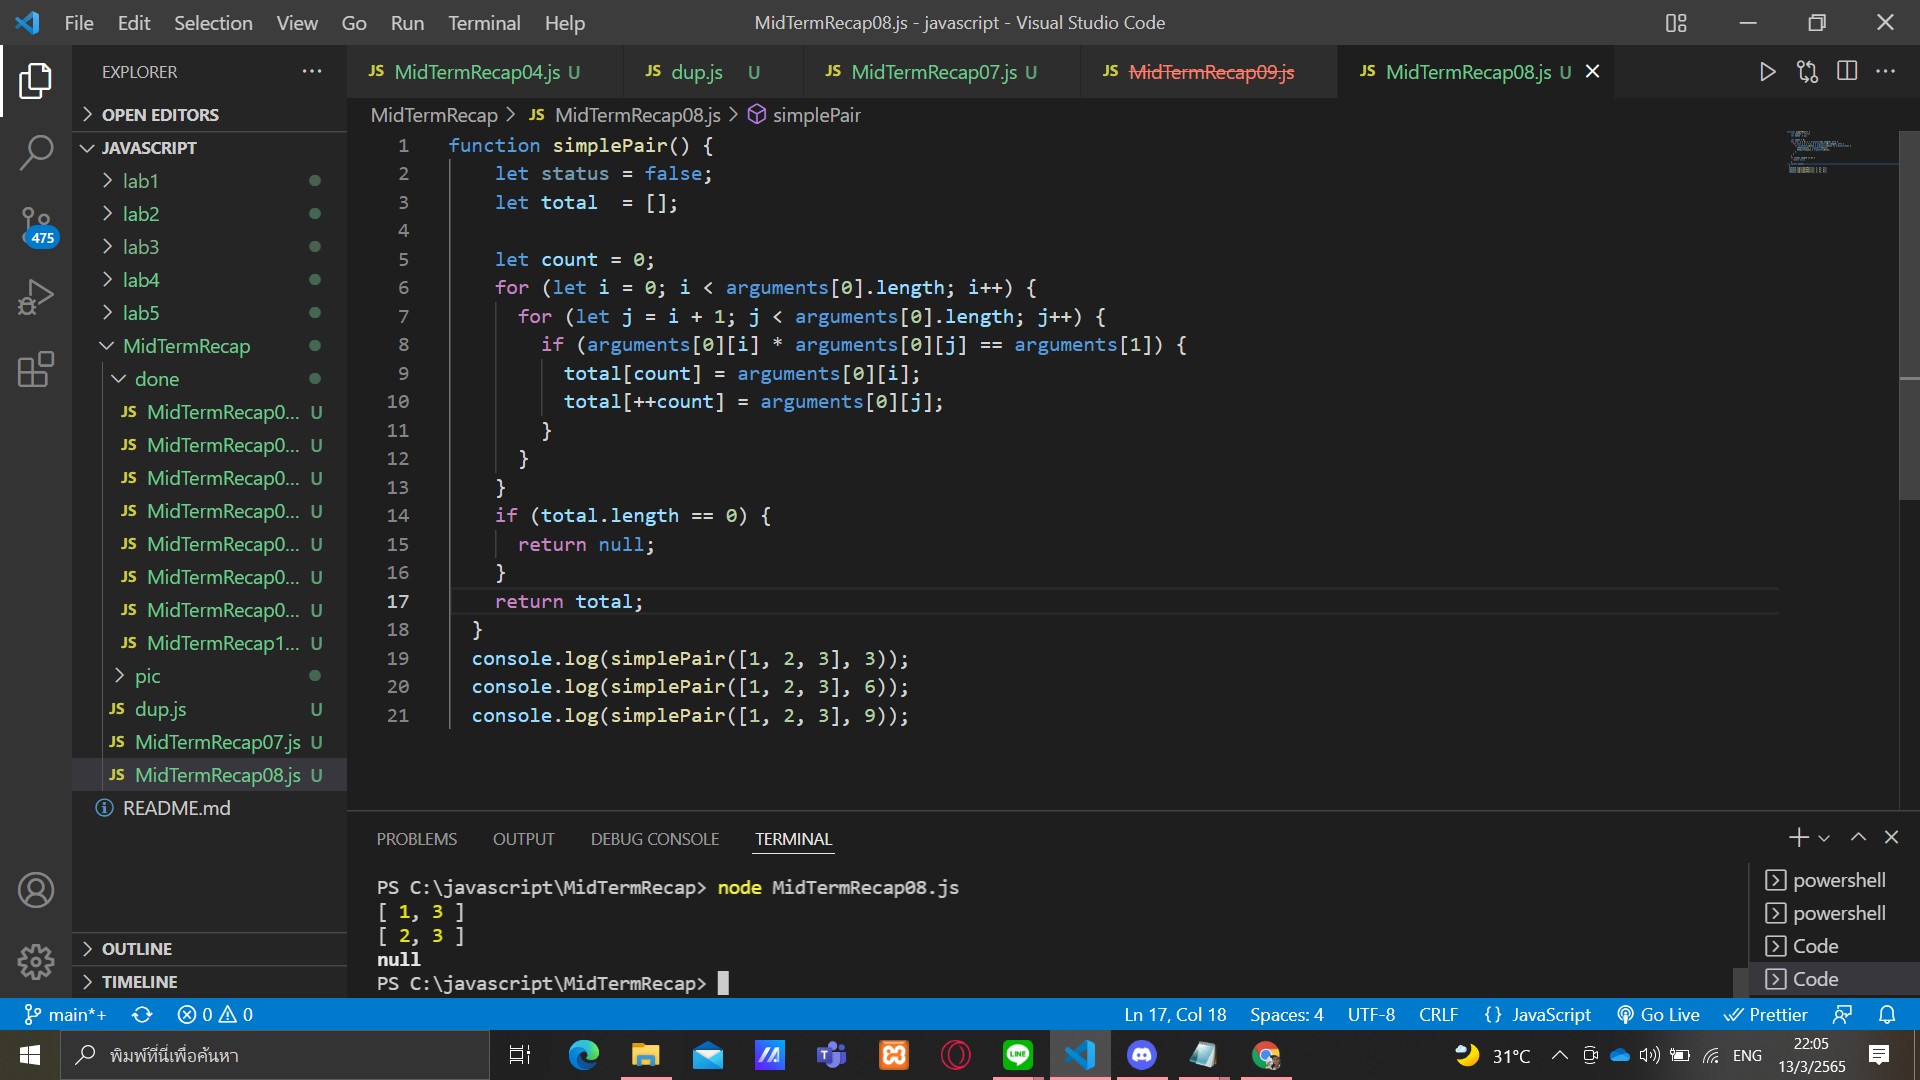 File Edit Selection View Go Run Terminal Help
MidTermRecap08.js - javascript - Visual Studio Code
EXPLORER
OPEN EDITORS
JAVASCRIPT
lab1
lab2
lab3
lab4
lab5
MidTermRecap
done
JS MidTermRecap0... U
JS MidTermRecap0... U
JS MidTermRecap0... U
JS MidTermRecap0... U
JS MidTermRecap0... U
JS MidTermRecap0... U
JS MidTermRecap0... U
JS MidTermRecap1... U
pic
JS dup.js U
JS MidTermRecap07.js U
JS MidTermRecap08.js U
README.md
OUTLINE
TIMELINE
475
JS MidTermRecap04.js U JS dup.js U JS MidTermRecap07.js U JS MidTermRecap09.js JS MidTermRecap08.js U
MidTermRecap > JS MidTermRecap08.js > simplePair
1 function simplePair() {
2 let status = false;
3 let total  = [];
4
5 let count = 0;
6 for (let i = 0; i < arguments[0].length; i++) {
7 for (let j = i + 1; j < arguments[0].length; j++) {
8 if (arguments[0][i] * arguments[0][j] == arguments[1]) {
9 total[count] = arguments[0][i];
10 total[++count] = arguments[0][j];
11 }
12 }
13 }
14 if (total.length == 0) {
15 return null;
16 }
17 return total;
18 }
19 console.log(simplePair([1, 2, 3], 3));
20 console.log(simplePair([1, 2, 3], 6));
21 console.log(simplePair([1, 2, 3], 9));
PROBLEMS OUTPUT DEBUG CONSOLE TERMINAL
PS C:\javascript\MidTermRecap> node MidTermRecap08.js
[ 1, 3 ]
[ 2, 3 ]
null
PS C:\javascript\MidTermRecap>
powershell
powershell
Code
Code
main*+ 0 0 Ln 17, Col 18 Spaces: 4 UTF-8 CRLF {} JavaScript Go Live Prettier
พิมพ์ที่นี่เพื่อค้นหา
LINE
31°C ENG
22:05
13/3/2565